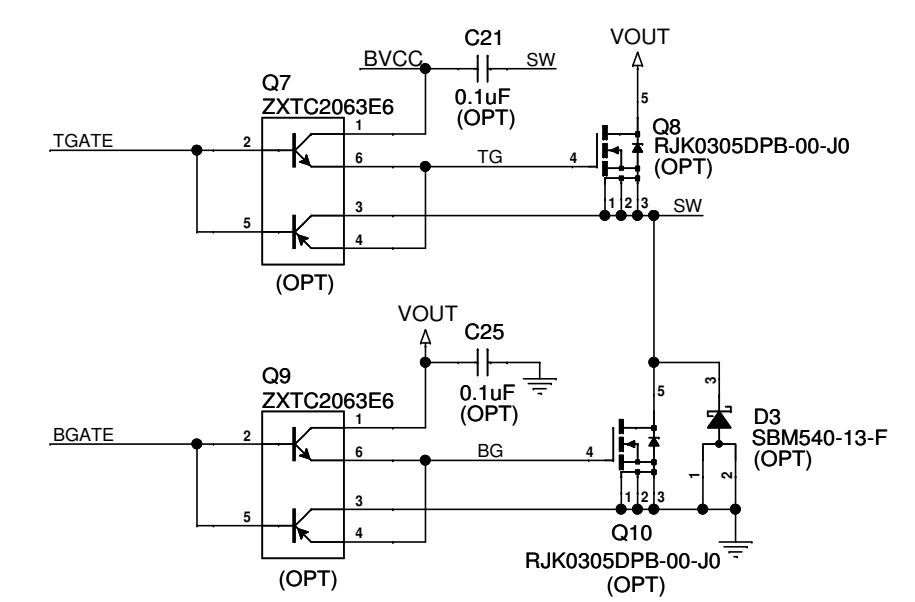 C21
VOUT
BVCC
SW
Q7
ZXTC2063E6
0.1uF
(OPT)
5
1
TGATE
2
Q8
RJK0305DPB-00-J0
(OPT)
6
TG
4
3
1
2
3
SW
5
4
(OPT)
VOUT
C25
Q9
ZXTC2063E6
0.1uF
(OPT)
3
5
1
D3
SBM540-13-F
(OPT)
BGATE
2
6
BG
4
1
2
3
1
2
3
5
4
Q10
RJK0305DPB-00-J0
(OPT)
(OPT)